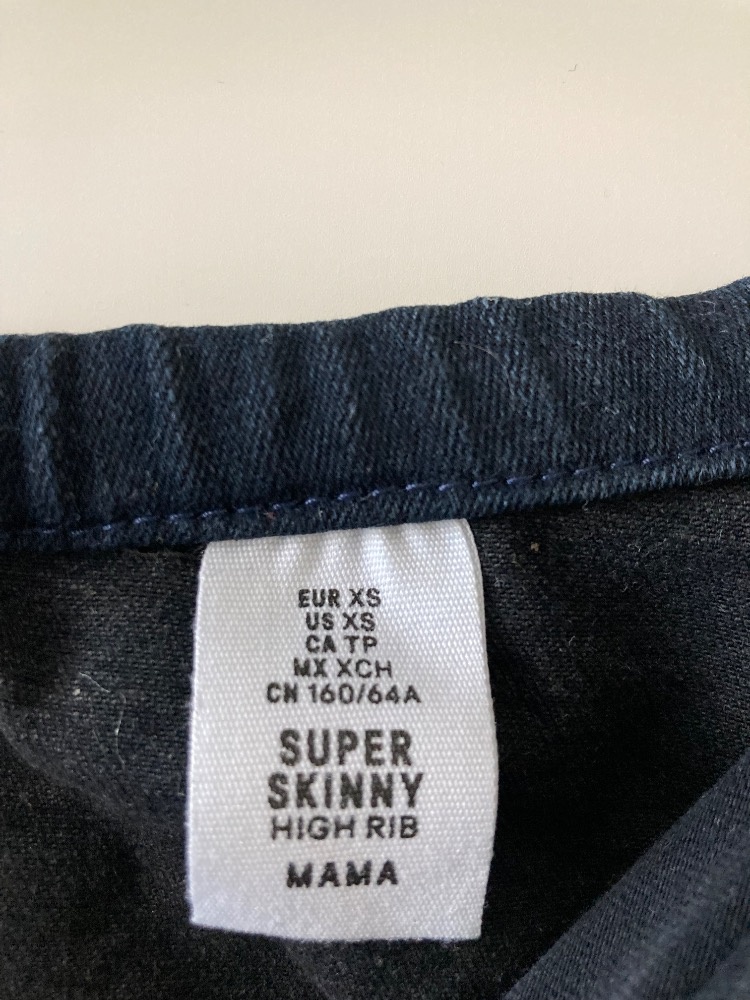 EUR XS
US XS
CA TP
MX XCH
CN 160/64A
SUPER
SKINNY
HIGH RIB
MAMA